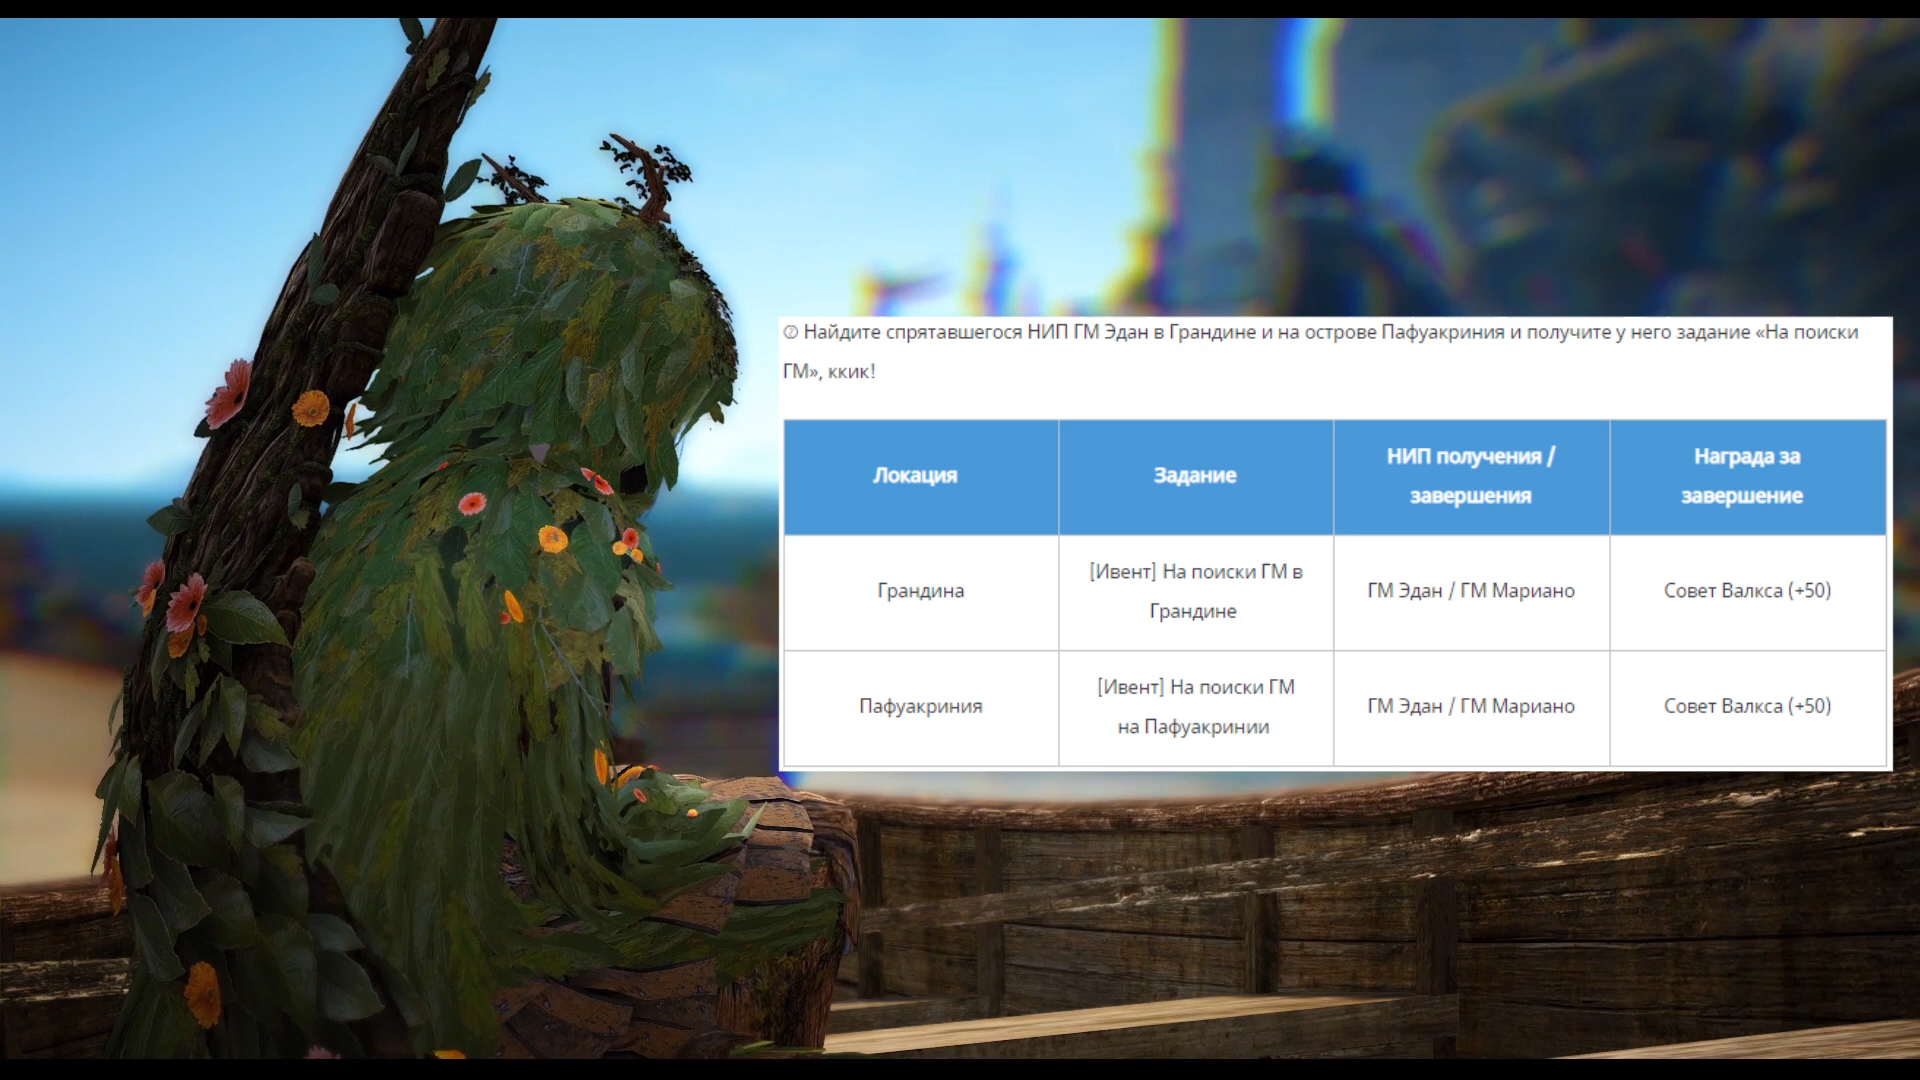 ② Найдите спрятавшегося НИП ГМ Эдан в Грандине и на острове Пафуакриния и получите у него задание «На поиски
ГМ», ккик!
Локация
Задание
НИП получения /
завершения
Награда за
завершение
Грандина
[Ивент] На поиски ГМ в
Грандине
ГМ Эдан / ГМ Мариано
Совет Валкса (+50)
Пафуакриния
[Ивент] На поиски ГМ
на Пафуакринии
ГМ Эдан / ГМ Мариано
Совет Валкса (+50)